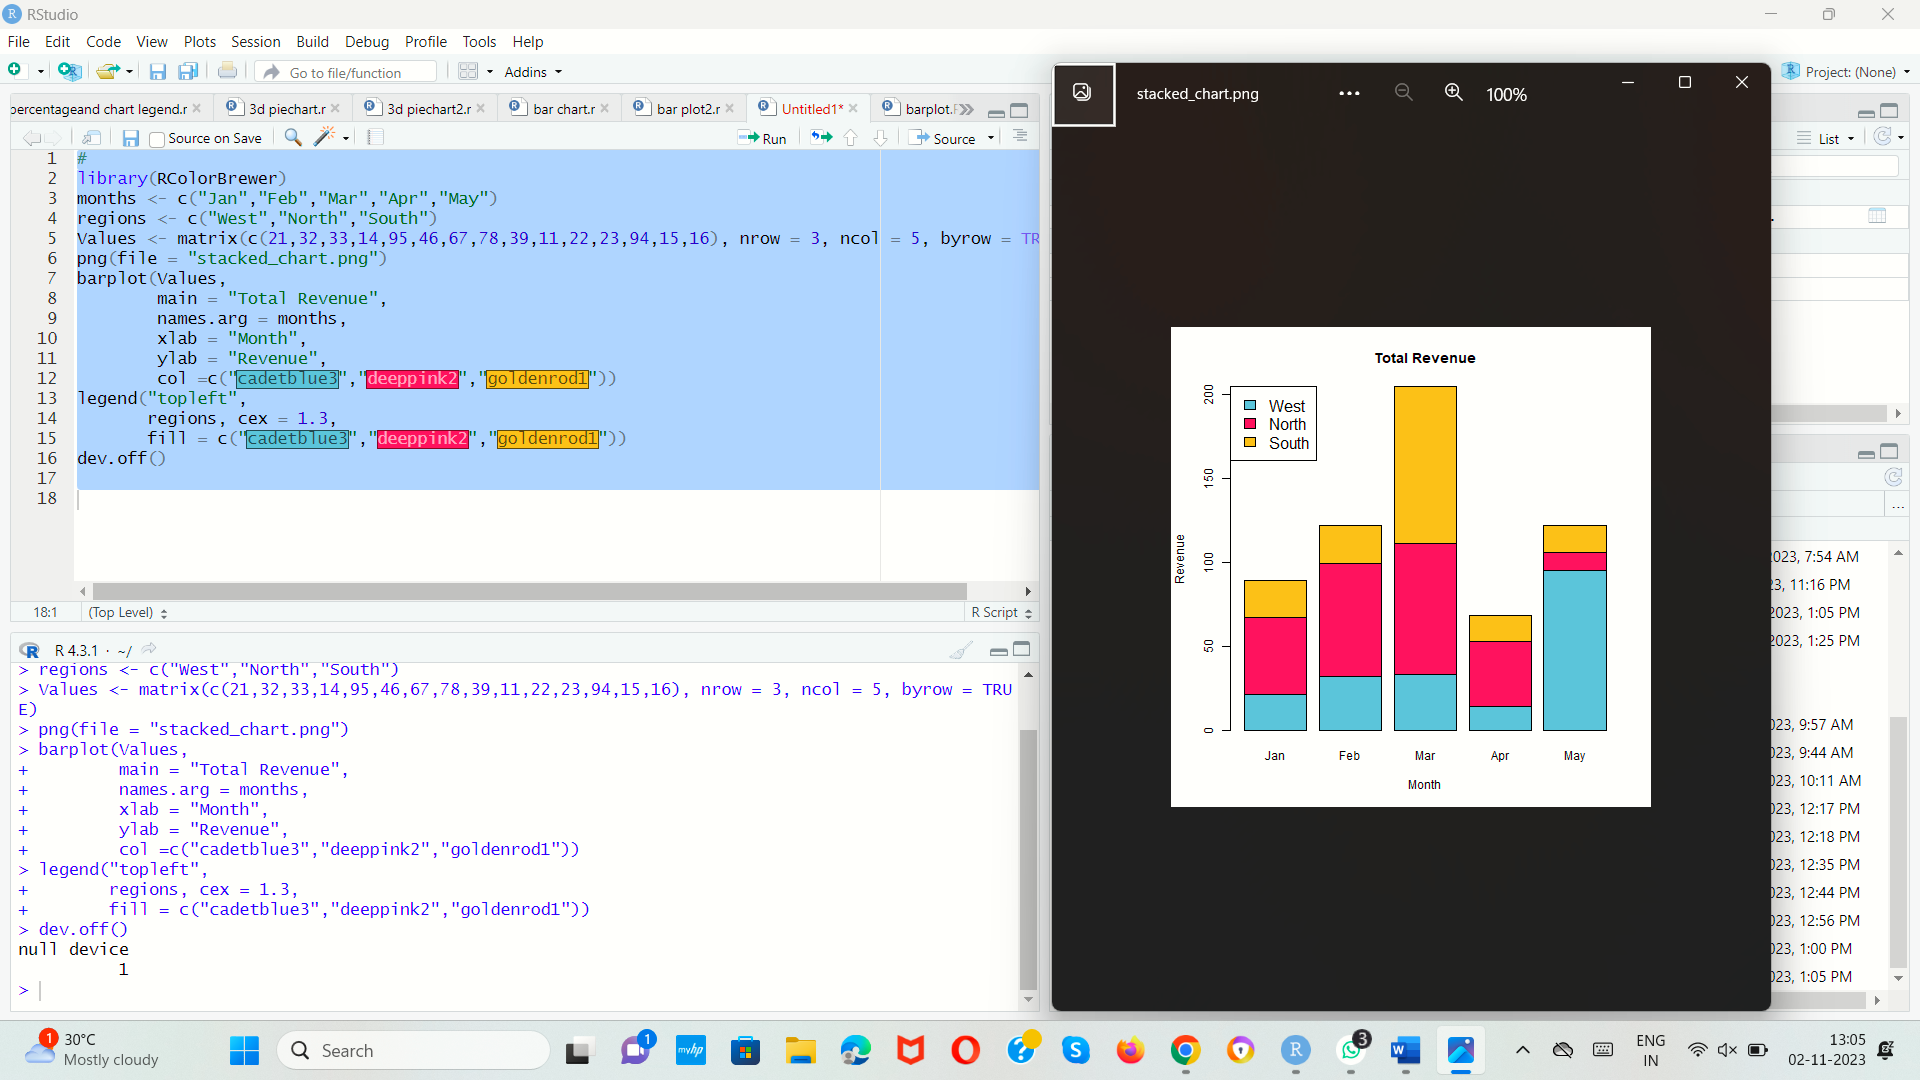 RStudio
File Edit Code View Plots Session Build Debug Profile Tools Help
Go to file/function Addins Project: (None)
percentageand chart legend.r 3d piechart.r 3d piechart2.r bar chart.r bar plot2.r Untitled1* barplot.
Source on Save Run Source List
1 #
2 library(RColorBrewer)
3 months <- c("Jan","Feb","Mar","Apr","May")
4 regions <- c("West","North","South")
5 Values <- matrix(c(21,32,33,14,95,46,67,78,39,11,22,23,94,15,16), nrow = 3, ncol = 5, byrow = TR
6 png(file = "stacked_chart.png")
7 barplot(Values,
8 main = "Total Revenue",
9 names.arg = months,
10 xlab = "Month",
11 ylab = "Revenue",
12 col =c("cadetblue3","deeppink2","goldenrod1"))
13 legend("topleft",
14 regions, cex = 1.3,
15 fill = c("cadetblue3","deeppink2","goldenrod1"))
16 dev.off()
17
18
18:1 (Top Level) R Script
R 4.3.1 · ~/
> regions <- c("West","North","South")
> Values <- matrix(c(21,32,33,14,95,46,67,78,39,11,22,23,94,15,16), nrow = 3, ncol = 5, byrow = TRU
E)
> png(file = "stacked_chart.png")
> barplot(Values,
+ main = "Total Revenue",
+ names.arg = months,
+ xlab = "Month",
+ ylab = "Revenue",
+ col =c("cadetblue3","deeppink2","goldenrod1"))
> legend("topleft",
+ regions, cex = 1.3,
+ fill = c("cadetblue3","deeppink2","goldenrod1"))
> dev.off()
null device
1
>
stacked_chart.png ••• 100%
Total Revenue
West
North
South
Revenue
200
150
100
50
0
Jan Feb Mar Apr May
Month
023, 7:54 AM
23, 11:16 PM
2023, 1:05 PM
2023, 1:25 PM
023, 9:57 AM
023, 9:44 AM
023, 10:11 AM
023, 12:17 PM
023, 12:18 PM
023, 12:35 PM
023, 12:44 PM
023, 12:56 PM
023, 1:00 PM
023, 1:05 PM
1 30°C
Mostly cloudy
Search
1
myhp
3
ENG
IN
13:05
02-11-2023